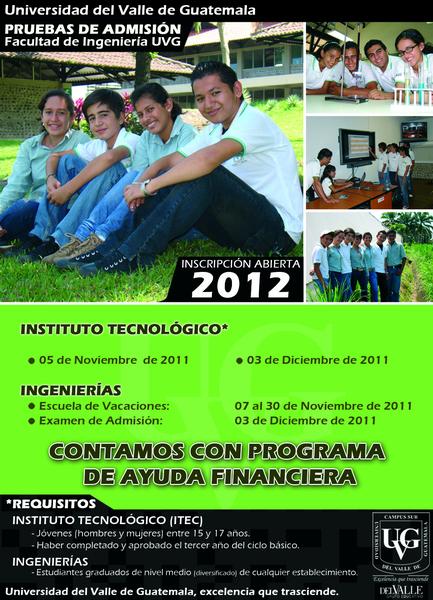 Universidad del Valle de Guatemala
PRUEBAS DE ADMISIÓN
Facultad de Ingeniería UVG
INSCRIPCIÓN ABIERTA
2012
INSTITUTO TECNOLÓGICO*
● 05 de Noviembre de 2011 ● 03 de Diciembre de 2011
INGENIERÍAS
● Escuela de Vacaciones: 07 al 30 de Noviembre de 2011
● Examen de Admisión: 03 de Diciembre de 2011
CONTAMOS CON PROGRAMA
DE AYUDA FINANCIERA
*REQUISITOS
INSTITUTO TECNOLÓGICO (ITEC)
- Jóvenes (hombres y mujeres) entre 15 y 17 años.
- Haber completado y aprobado el tercer año del ciclo básico.
INGENIERÍAS
- Estudiantes graduados de nivel medio (diversificado) de cualquier establecimiento.
Universidad del Valle de Guatemala, excelencia que trasciende.
CAMPUS SUR
UNIVERSIDAD
DEL VALLE DE
GUATEMALA
UVG
Excelencia que trasciende
DEL VALLE
GRUPO EDUCATIVO